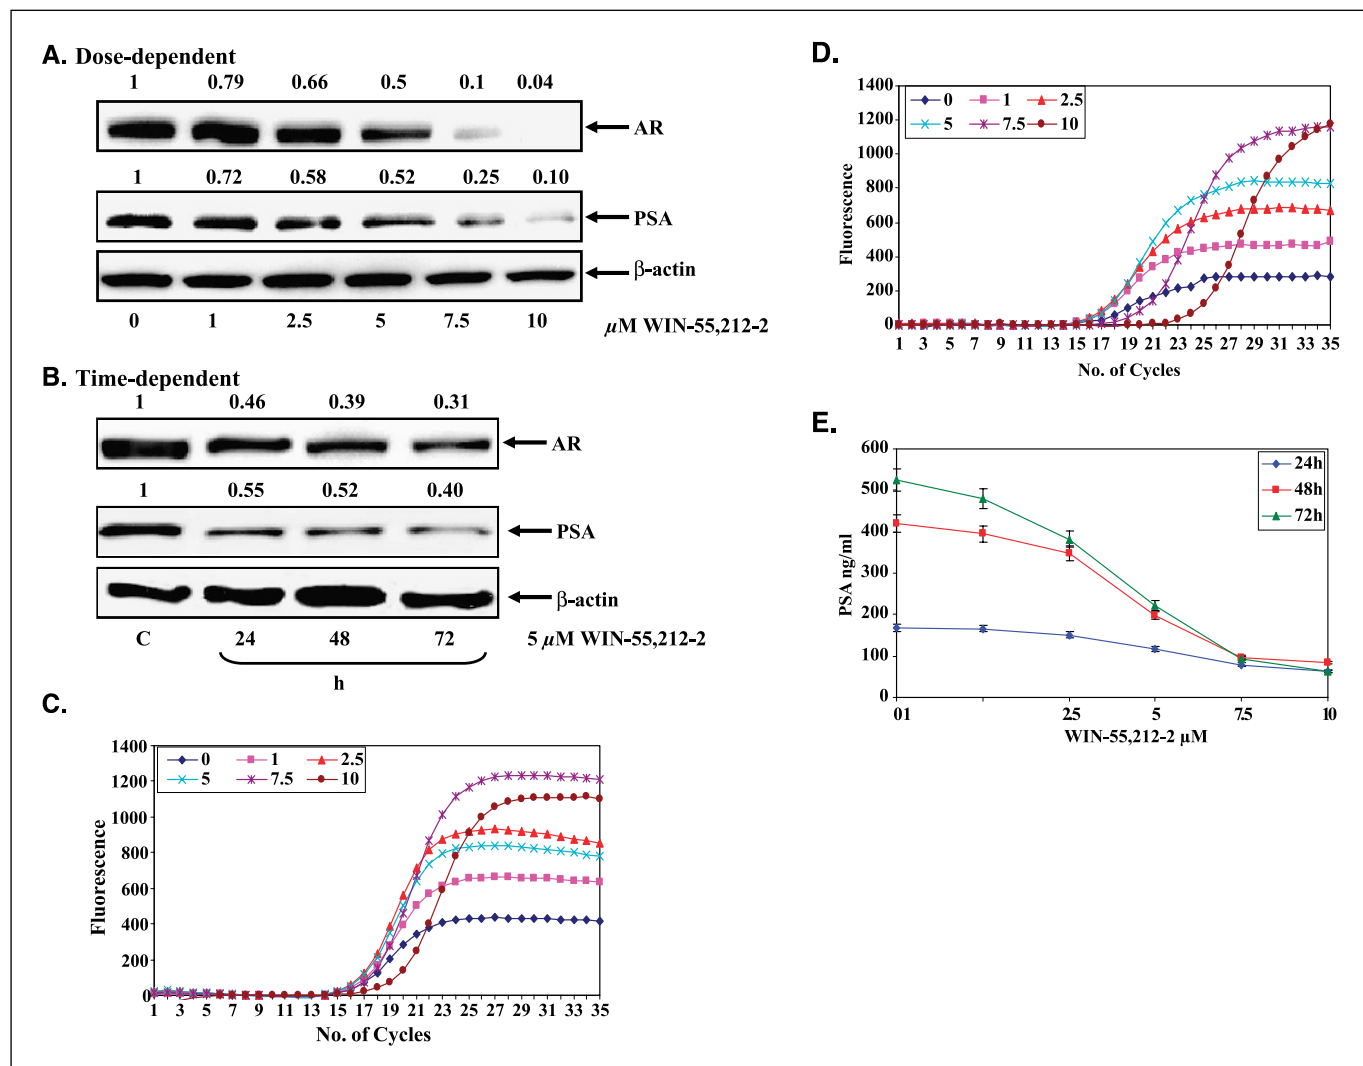 A. Dose-dependent
1 0.79 0.66 0.5 0.1 0.04
AR
1 0.72 0.58 0.52 0.25 0.10
PSA
β-actin
0 1 2.5 5 7.5 10 µM WIN-55,212-2
B. Time-dependent
1 0.46 0.39 0.31
AR
1 0.55 0.52 0.40
PSA
β-actin
C 24 48 72 5 µM WIN-55,212-2
h
C.
1400
1200
1000
800
600
400
200
0
Fluorescence
0 1 2.5
5 7.5 10
1 3 5 7 9 11 13 15 17 19 21 23 25 27 29 31 33 35
No. of Cycles
D.
1400
1200
1000
800
600
400
200
0
Fluorescence
0 1 2.5
5 7.5 10
1 3 5 7 9 11 13 15 17 19 21 23 25 27 29 31 33 35
No. of Cycles
E.
600
500
400
300
200
100
0
PSA ng/ml
24h
48h
72h
01 25 5 75 10
WIN-55,212-2 µM